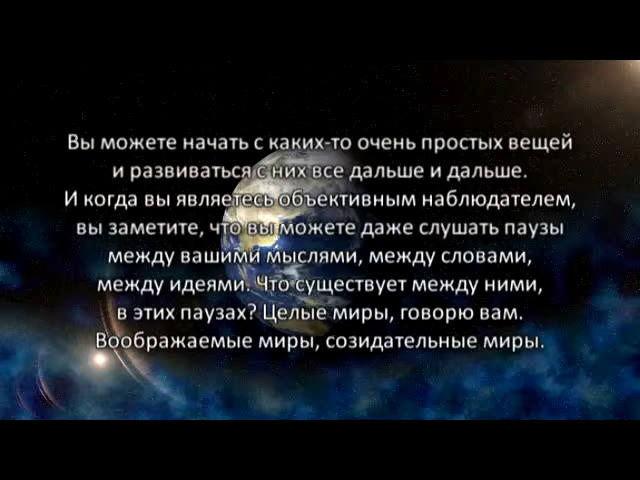 Вы можете начать с каких-то очень простых вещей
и развиваться с них все дальше и дальше.
И когда вы являетесь объективным наблюдателем,
вы заметите, что вы можете даже слушать паузы
между вашими мыслями, между словами,
между идеями. Что существует между ними,
в этих паузах? Целые миры, говорю вам.
Воображаемые миры, созидательные миры.